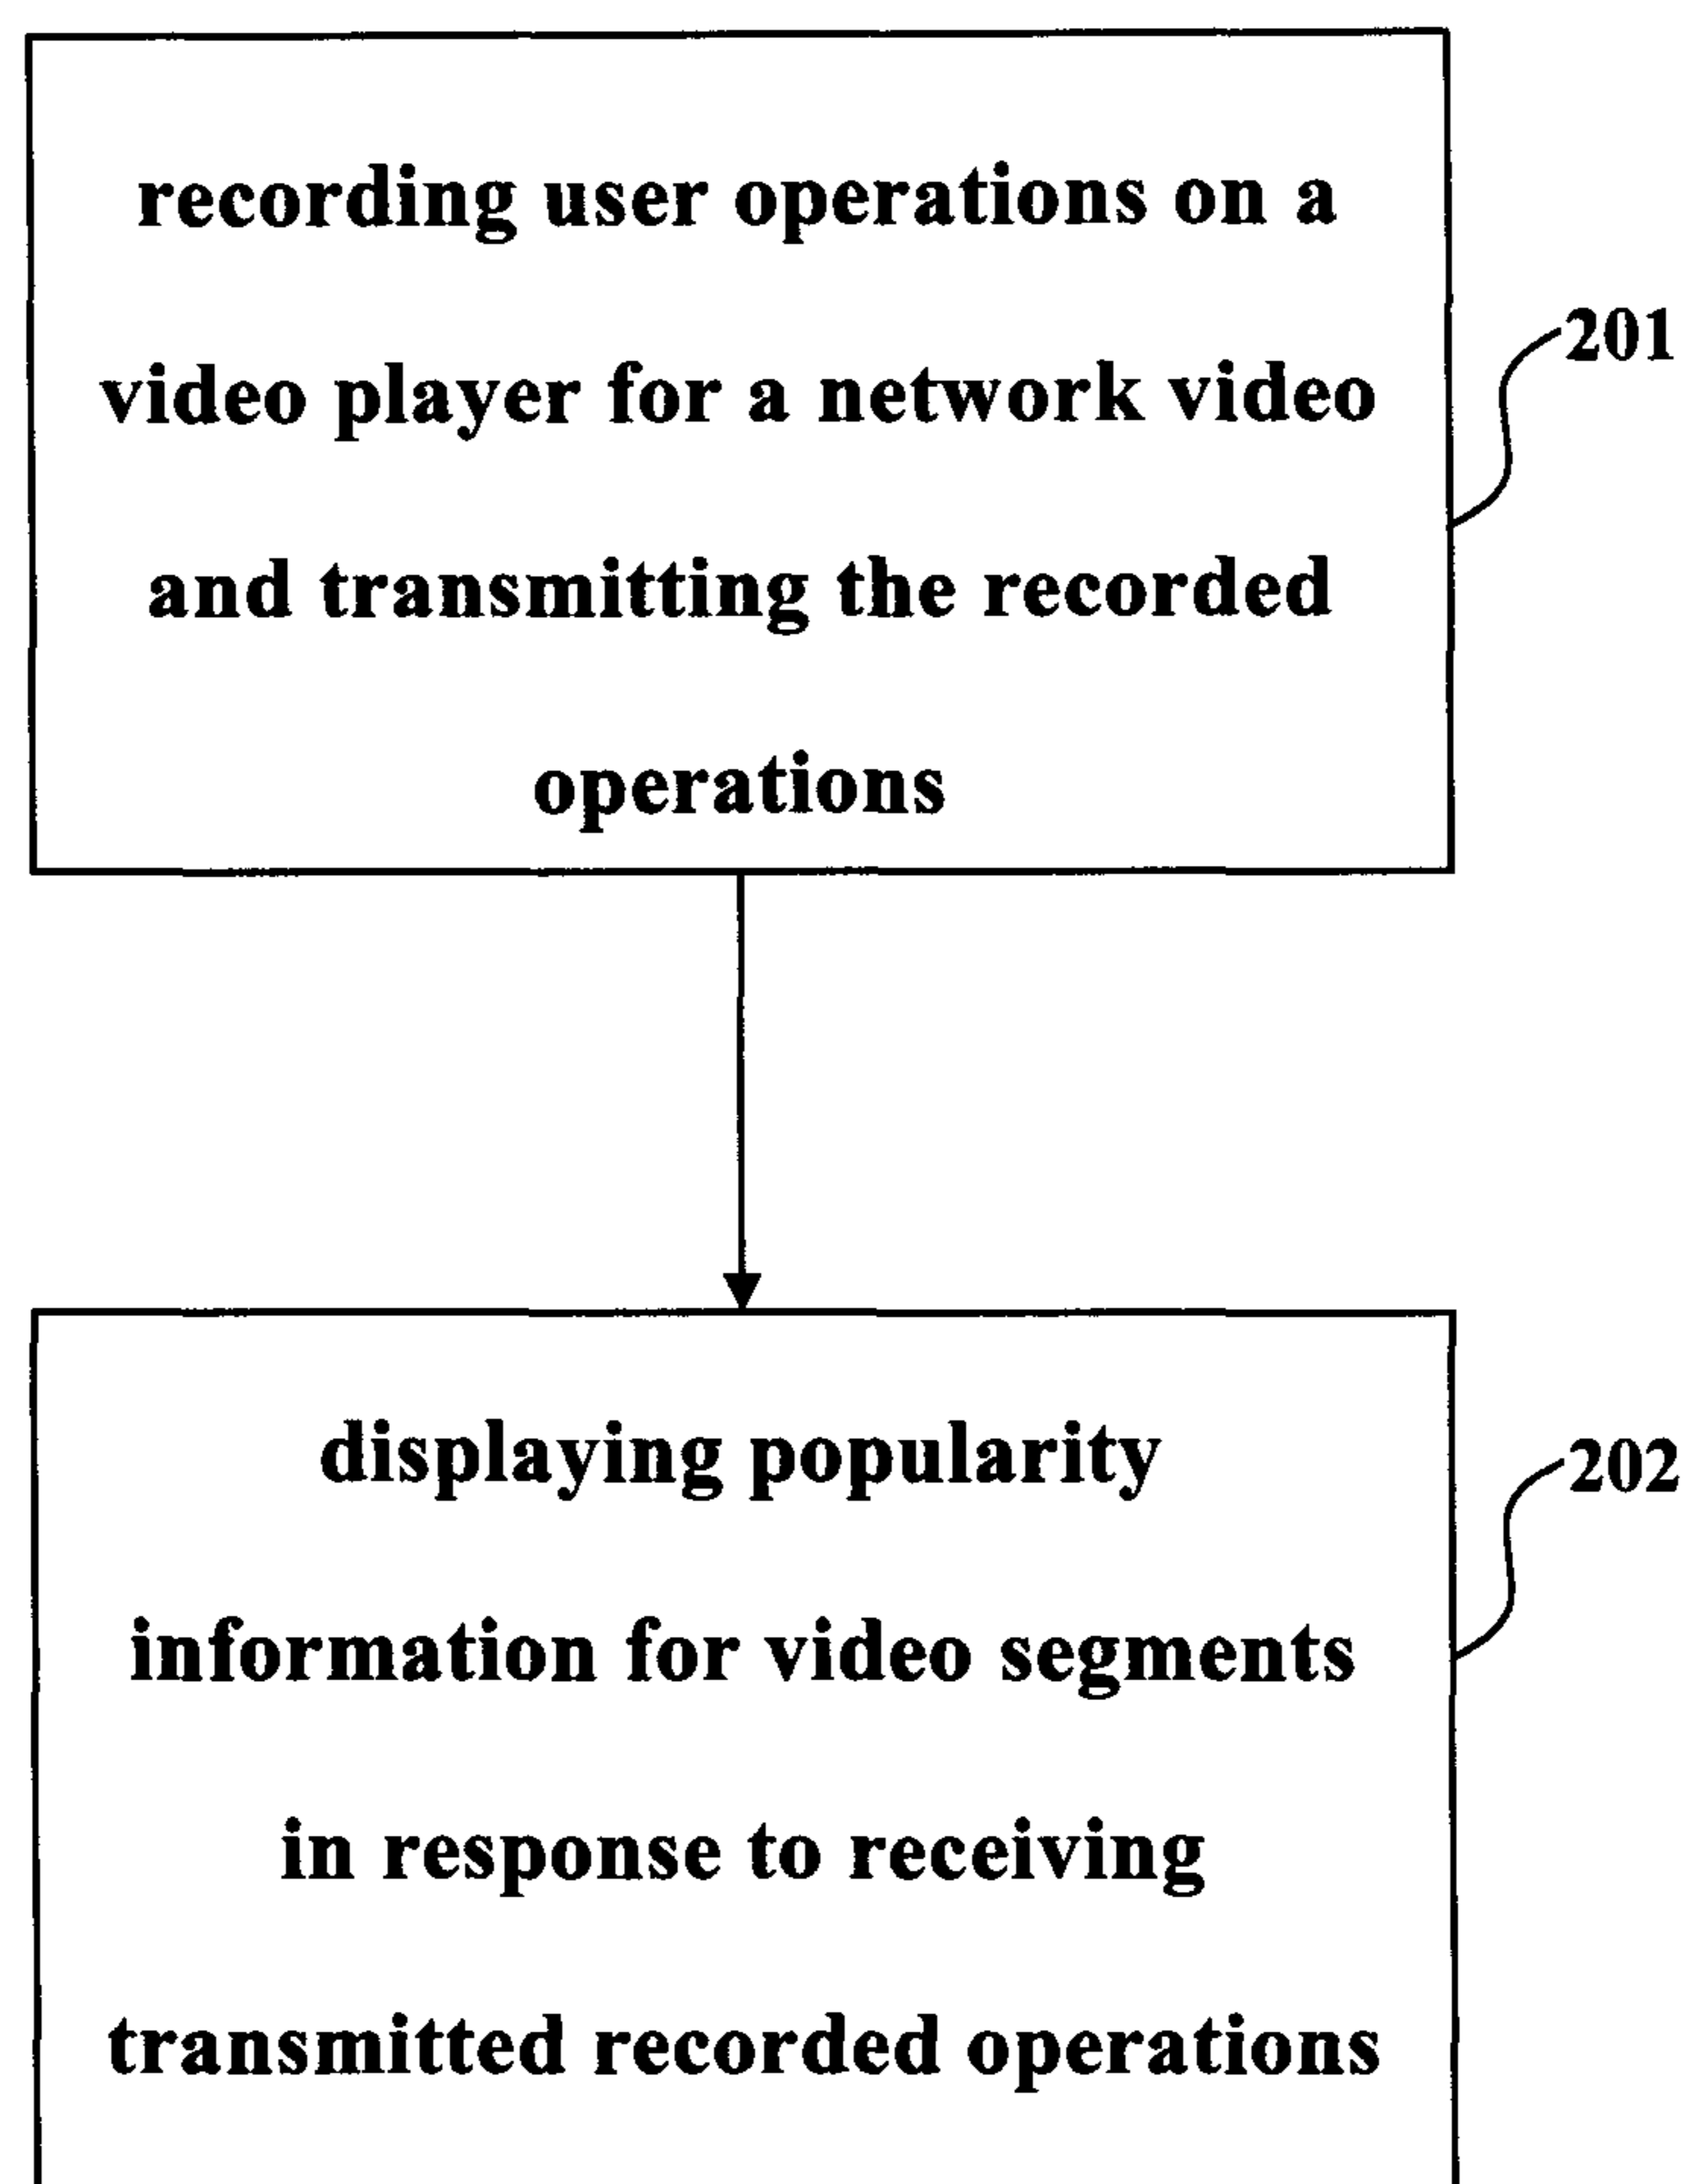 recording user operations on a
video player for a network video
201
and transmitting the recorded
operations
displaying popularity
202
information for video segments
in response to receiving
transmitted recorded operations